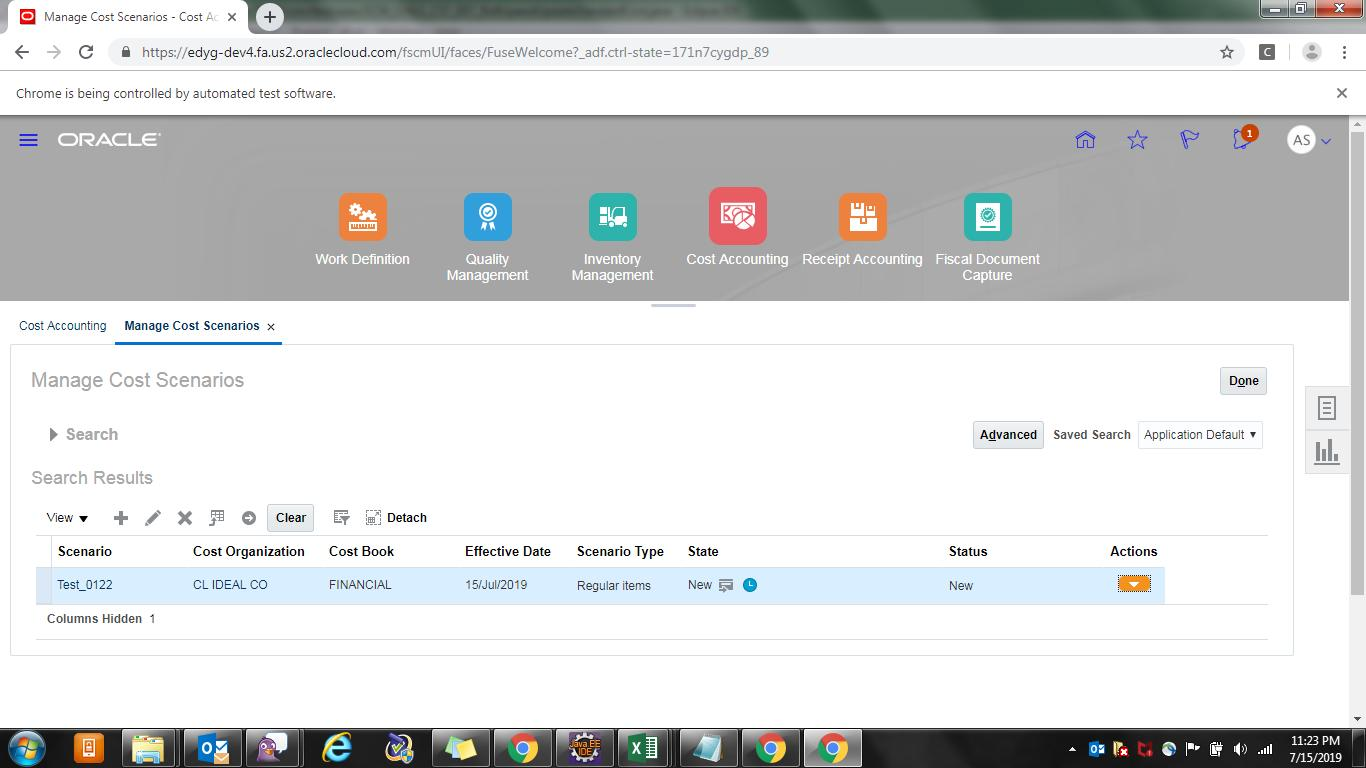 Manage Cost Scenarios - Cost Ac
https://edyg-dev4.fa.us2.oraclecloud.com/fscmUI/faces/FuseWelcome?_adf.ctrl-state=171n7cygdp_89
C
Chrome is being controlled by automated test software.
ORACLE
1
AS
Work Definition
Quality Management
Inventory Management
Cost Accounting
Receipt Accounting
Fiscal Document Capture
Cost Accounting Manage Cost Scenarios
Manage Cost Scenarios
Done
Search
Advanced Saved Search Application Default
Search Results
View Clear Detach
Scenario Cost Organization Cost Book Effective Date Scenario Type State Status Actions
Test_0122 CL IDEAL CO FINANCIAL 15/Jul/2019 Regular items New New
Columns Hidden 1
Java EE
IDE
11:23 PM
7/15/2019